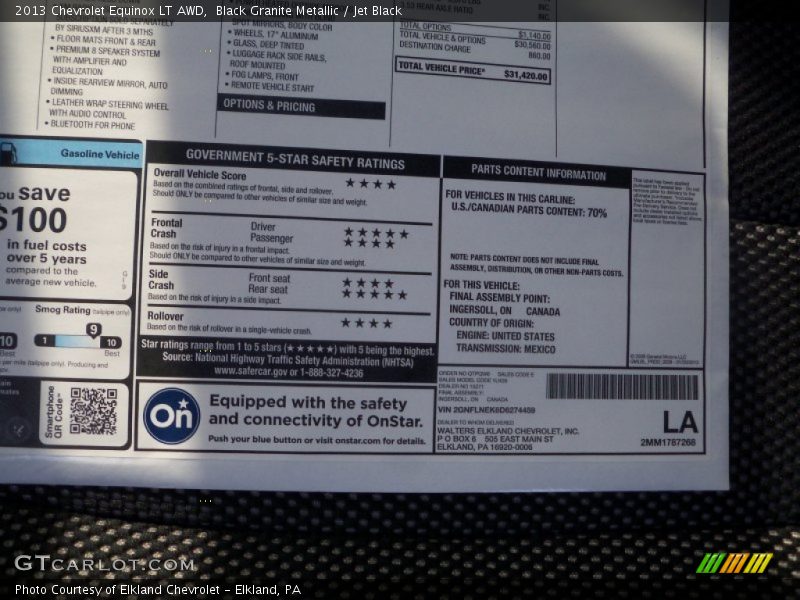 2013 Chevrolet Equinox LT AWD, Black Granite Metallic / Jet Black
BY SIRIUSXM AFTER 3 MTHS
• FLOOR MATS FRONT & REAR
• PREMIUM 8 SPEAKER SYSTEM
WITH AMPLIFIER AND
EQUALIZATION
• INSIDE REARVIEW MIRROR, AUTO
DIMMING
• LEATHER WRAP STEERING WHEEL
WITH AUDIO CONTROL
• BLUETOOTH FOR PHONE
SPOT MIRRORS, BODY COLOR
• WHEELS, 17" ALUMINUM
• GLASS, DEEP TINTED
• LUGGAGE RACK SIDE RAILS,
ROOF MOUNTED
• FOG LAMPS, FRONT
• REMOTE VEHICLE START
OPTIONS & PRICING
TOTAL OPTIONS $1,140.00
TOTAL VEHICLE & OPTIONS $30,560.00
DESTINATION CHARGE 860.00
TOTAL VEHICLE PRICE* $31,420.00
Gasoline Vehicle
you save
$100
in fuel costs
over 5 years
compared to the
average new vehicle.
Smog Rating (tailpipe only)
9
10 1 10
Best Best
Smartphone
QR Code™
GOVERNMENT 5-STAR SAFETY RATINGS
Overall Vehicle Score ★★★★
Based on the combined ratings of frontal, side and rollover.
Should ONLY be compared to other vehicles of similar size and weight.
Frontal Driver ★★★★★
Crash Passenger ★★★★
Based on the risk of injury in a frontal impact.
Should ONLY be compared to other vehicles of similar size and weight.
Side Front seat ★★★★
Crash Rear seat ★★★★★
Based on the risk of injury in a side impact.
Rollover ★★★★
Based on the risk of rollover in a single-vehicle crash.
Star ratings range from 1 to 5 stars (★★★★★) with 5 being the highest.
Source: National Highway Traffic Safety Administration (NHTSA)
www.safercar.gov or 1-888-327-4236
On
Equipped with the safety
and connectivity of OnStar.
Push your blue button or visit onstar.com for details.
PARTS CONTENT INFORMATION
FOR VEHICLES IN THIS CARLINE:
U.S./CANADIAN PARTS CONTENT: 70%
NOTE: PARTS CONTENT DOES NOT INCLUDE FINAL
ASSEMBLY, DISTRIBUTION, OR OTHER NON-PARTS COSTS.
FOR THIS VEHICLE:
FINAL ASSEMBLY POINT:
INGERSOLL, ON CANADA
COUNTRY OF ORIGIN:
ENGINE: UNITED STATES
TRANSMISSION: MEXICO
FINAL ASSEMBLY:
INGERSOLL, ON CANADA
VIN 2GNFLNEK6D6274459
DEALER TO WHOM DELIVERED
WALTERS ELKLAND CHEVROLET, INC.
P O BOX 6 505 EAST MAIN ST
ELKLAND, PA 16920-0006
LA
2MM1787268
GTCARLOT.COM
Photo Courtesy of Elkland Chevrolet – Elkland, PA